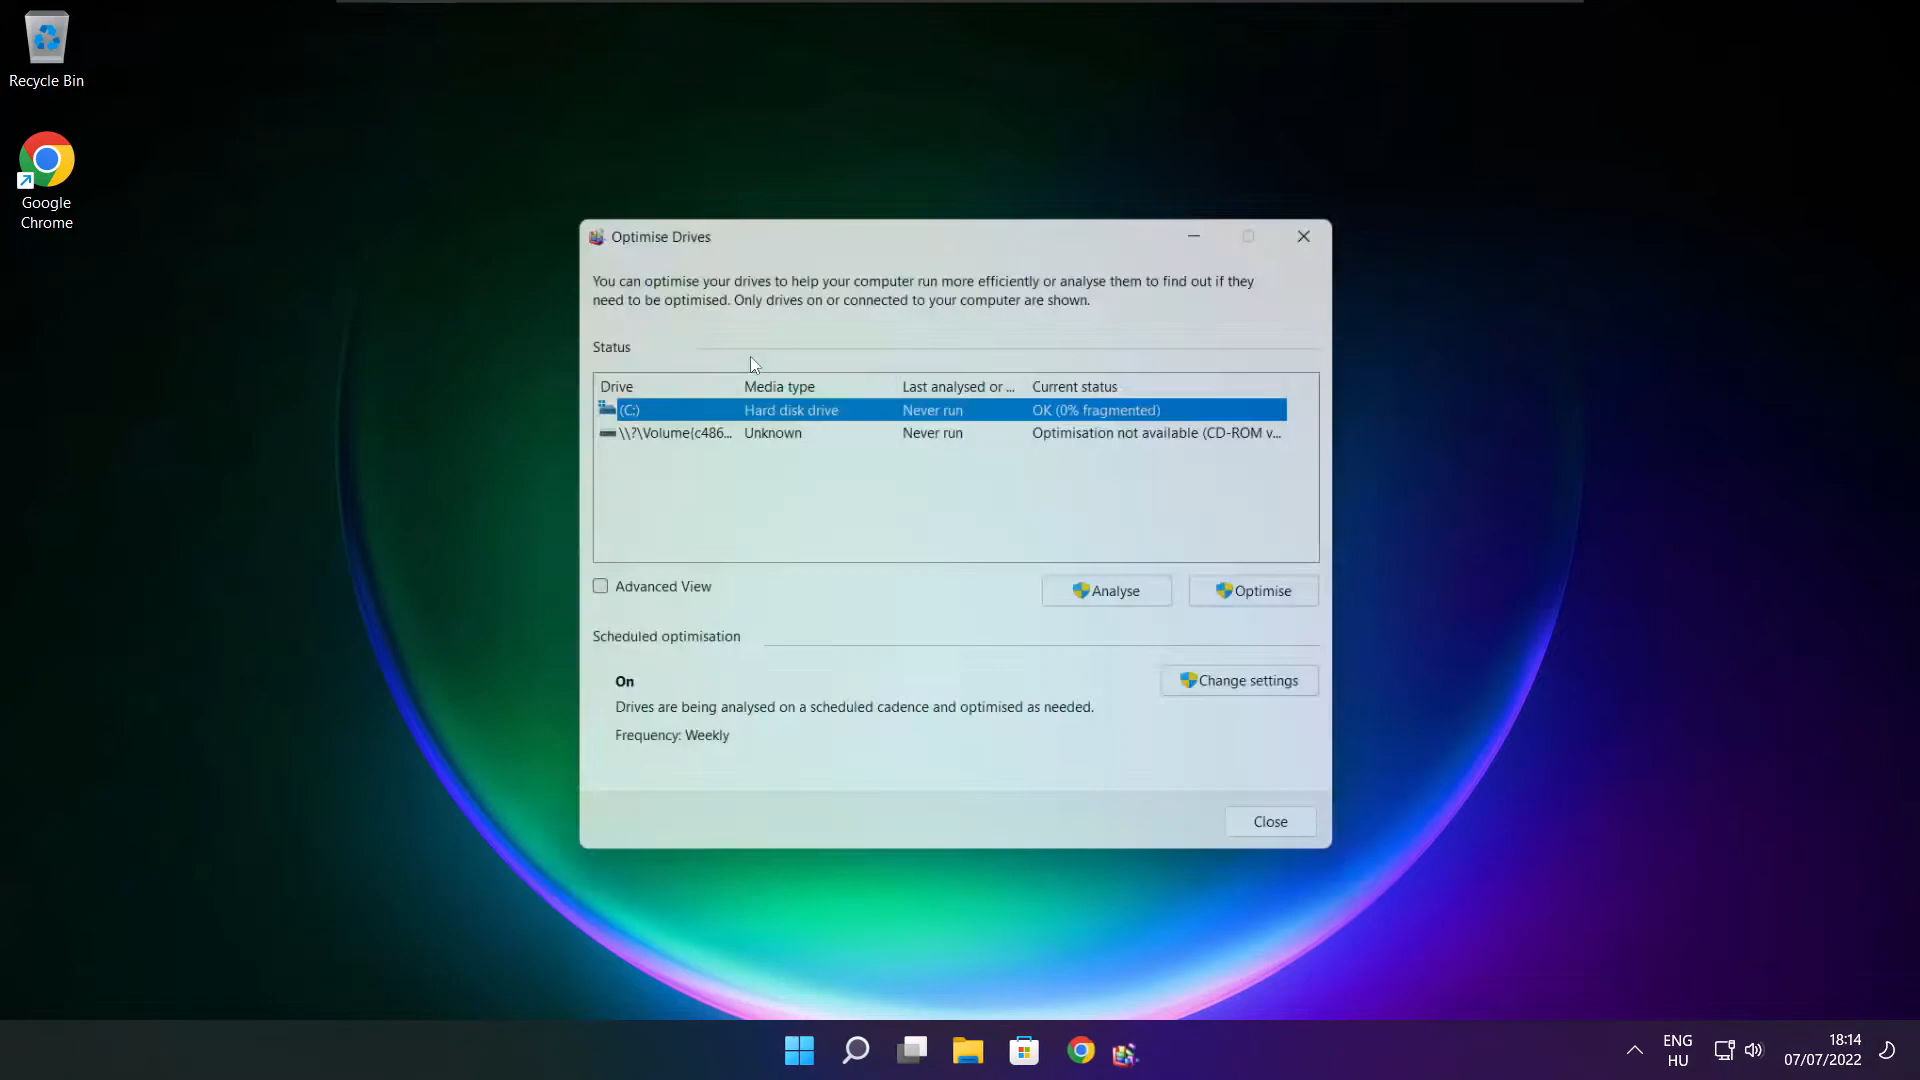 Recycle Bin
Google
Chrome
Optimise Drives
You can optimise your drives to help your computer run more efficiently or analyse them to find out if they
need to be optimised. Only drives on or connected to your computer are shown.
Status
Drive Media type Last analysed or ... Current status
(C:) Hard disk drive Never run OK (0% fragmented)
\\?\Volume{c486... Unknown Never run Optimisation not available (CD-ROM v...
Advanced View
Analyse
Optimise
Scheduled optimisation
On
Change settings
Drives are being analysed on a scheduled cadence and optimised as needed.
Frequency: Weekly
Close
ENG
HU
18:14
07/07/2022